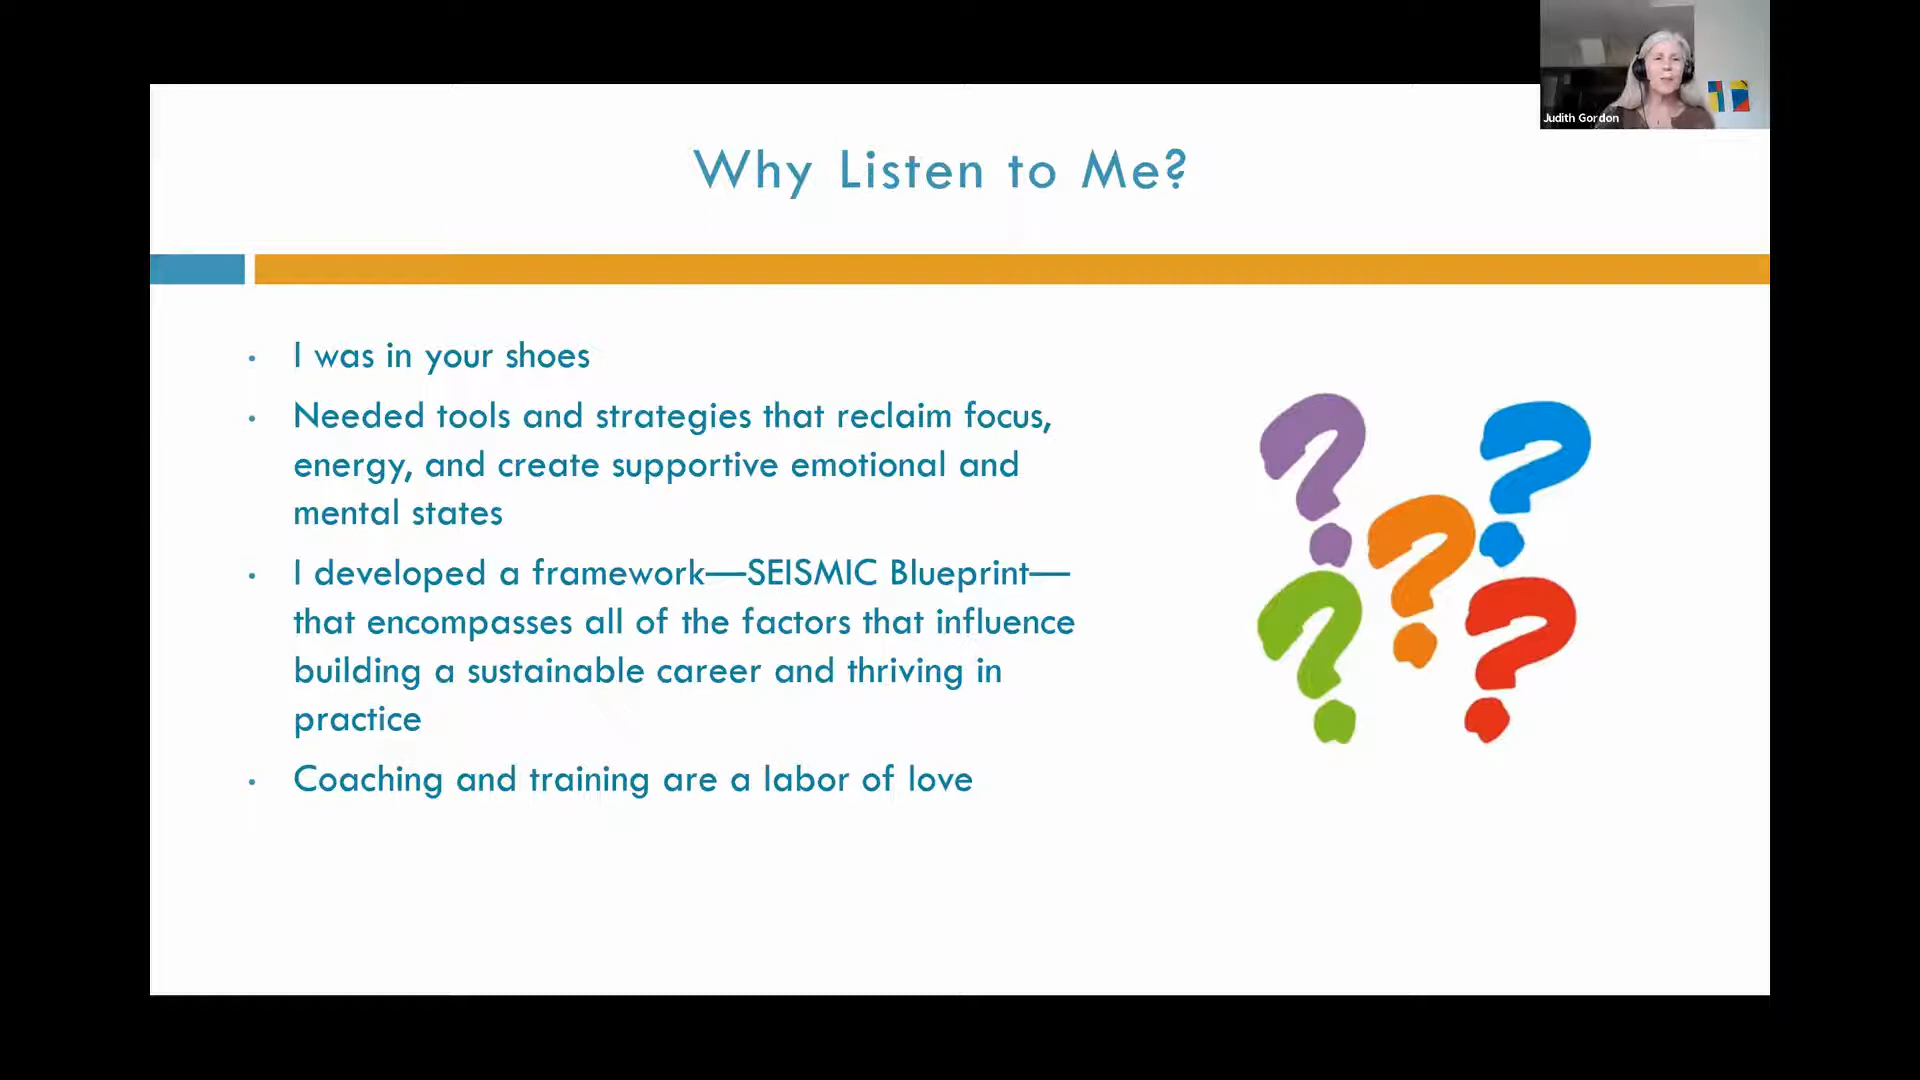 Judith Gordon
Why Listen to Me?
• I was in your shoes
• Needed tools and strategies that reclaim focus,
energy, and create supportive emotional and
mental states
• I developed a framework—SEISMIC Blueprint—
that encompasses all of the factors that influence
building a sustainable career and thriving in
practice
• Coaching and training are a labor of love
? ? ? ? ?